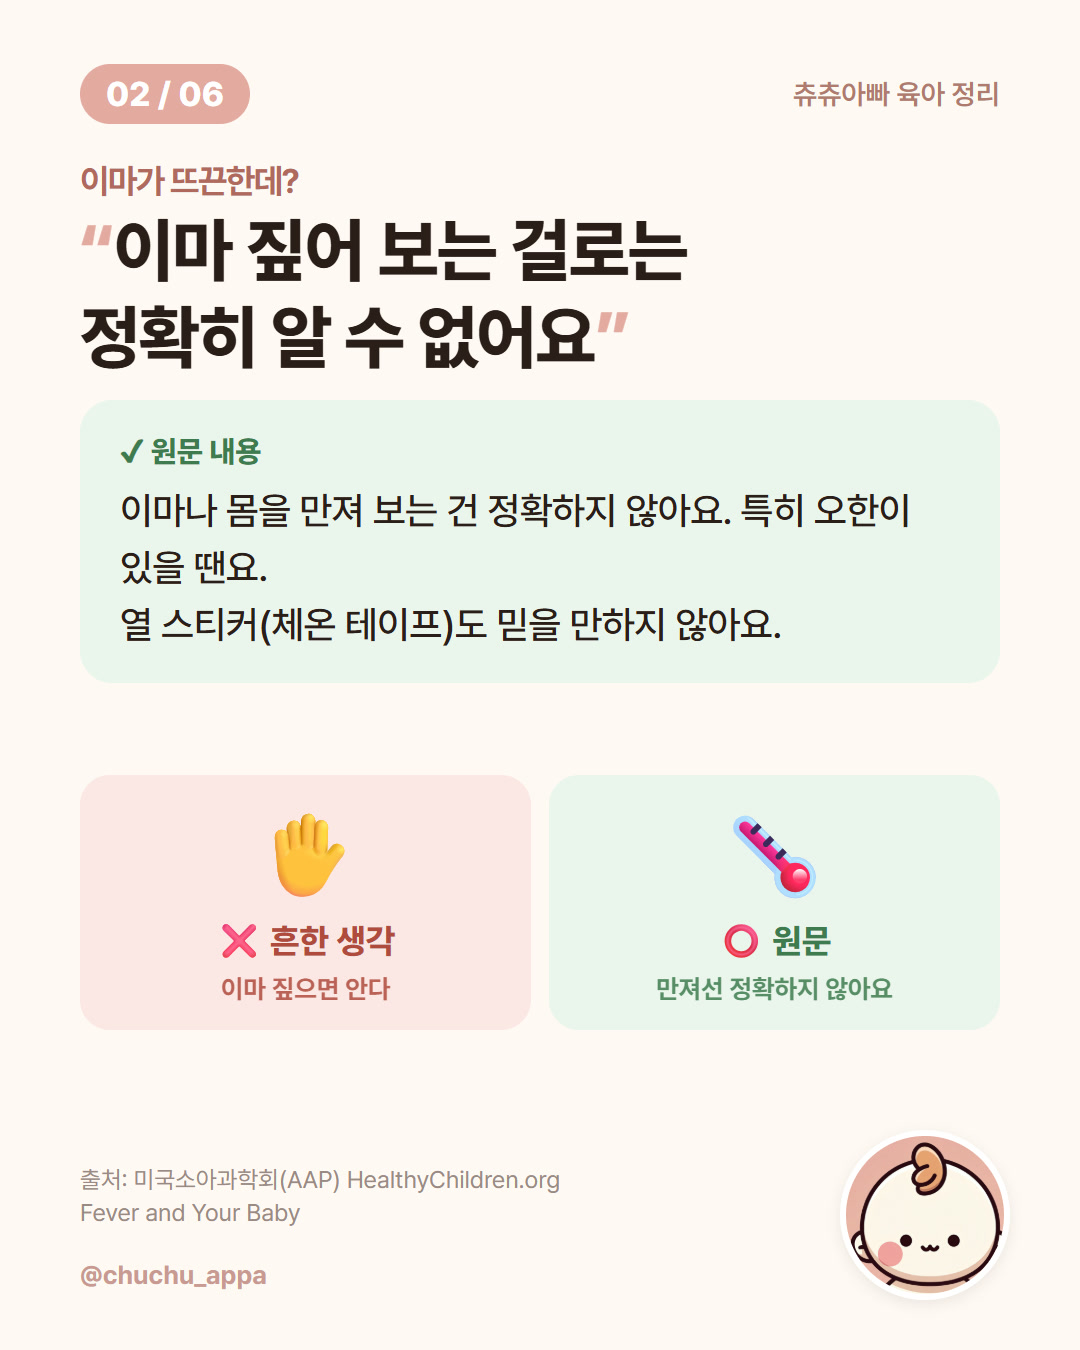 02 / 06
츄츄아빠 육아 정리
이마가 뜨끈한데?
“이마 짚어 보는 걸로는
정확히 알 수 없어요”
✓ 원문 내용
이마나 몸을 만져 보는 건 정확하지 않아요. 특히 오한이
있을 땐요.
열 스티커(체온 테이프)도 믿을 만하지 않아요.
❌ 흔한 생각
이마 짚으면 안다
⭕ 원문
만져선 정확하지 않아요
출처: 미국소아과학회(AAP) HealthyChildren.org
Fever and Your Baby
@chuchu_appa